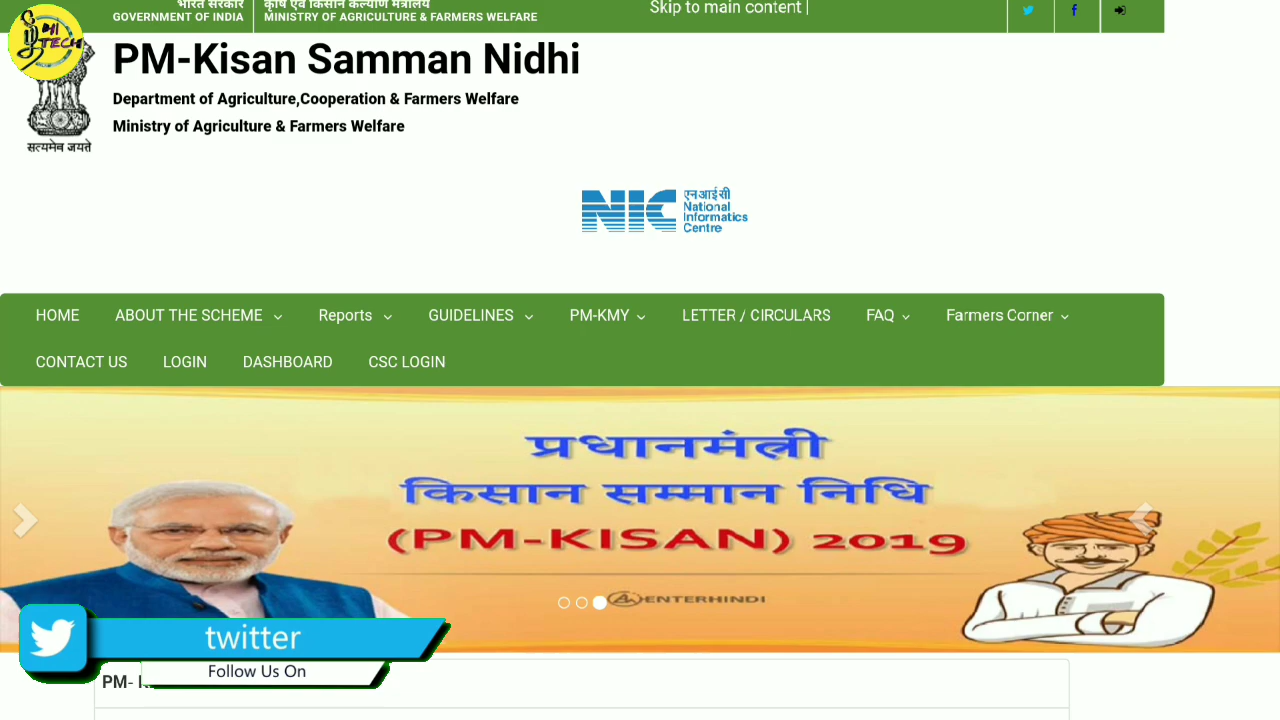 भारत सरकार
GOVERNMENT OF INDIA
कृषि एवं किसान कल्याण मंत्रालय
MINISTRY OF AGRICULTURE & FARMERS WELFARE
Skip to main content |
TECH
PM-Kisan Samman Nidhi
Department of Agriculture,Cooperation & Farmers Welfare
Ministry of Agriculture & Farmers Welfare
सत्यमेव जयते
NIC
एनआईसी
National
Informatics
Centre
HOME ABOUT THE SCHEME Reports GUIDELINES PM-KMY LETTER / CIRCULARS FAQ Farmers Corner
CONTACT US LOGIN DASHBOARD CSC LOGIN
प्रधानमंत्री
किसान सम्मान निधि
(PM-KISAN) 2019
ENTERHINDI
twitter
Follow Us On
PM-